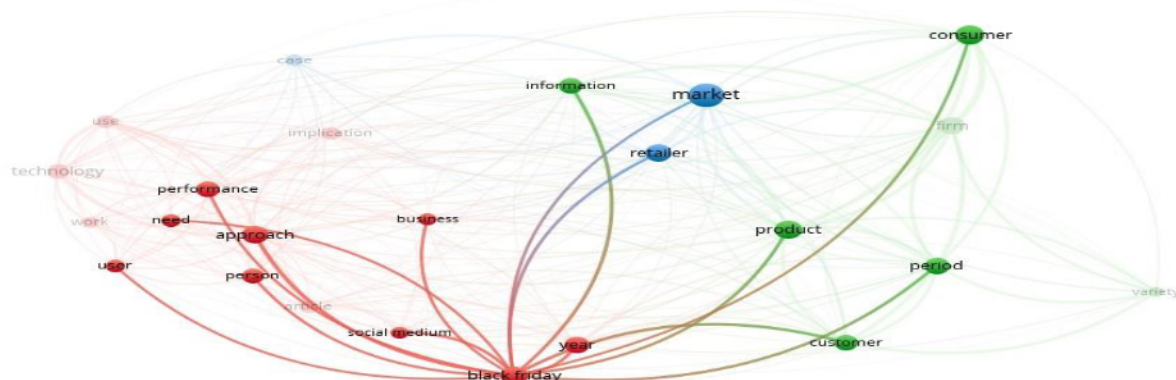 consumer
case
information
market
use
firm
implication
retailer
technology
performance
work
need
business
approach
product
user
person
period
article
variety
social medium
year
customer
black friday